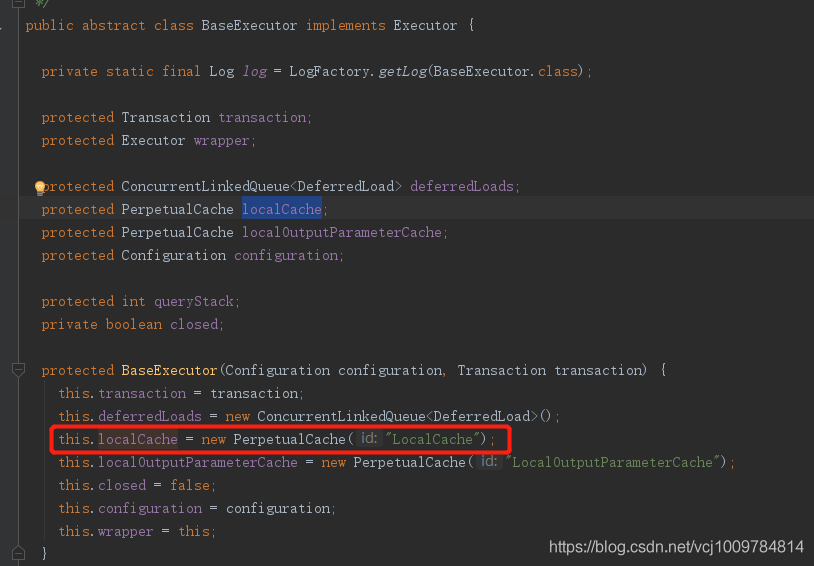 */
public abstract class BaseExecutor implements Executor {
private static final Log log = LogFactory.getLog(BaseExecutor.class);
protected Transaction transaction;
protected Executor wrapper;
protected ConcurrentLinkedQueue<DeferredLoad> deferredLoads;
protected PerpetualCache localCache;
protected PerpetualCache localOutputParameterCache;
protected Configuration configuration;
protected int queryStack;
private boolean closed;
protected BaseExecutor(Configuration configuration, Transaction transaction) {
this.transaction = transaction;
this.deferredLoads = new ConcurrentLinkedQueue<DeferredLoad>();
this.localCache = new PerpetualCache( id: "LocalCache");
this.localOutputParameterCache = new PerpetualCache( id: "LocalOutputParameterCache");
this.closed = false;
this.configuration = configuration;
this.wrapper = this;
}
https://blog.csdn.net/vcj1009784814